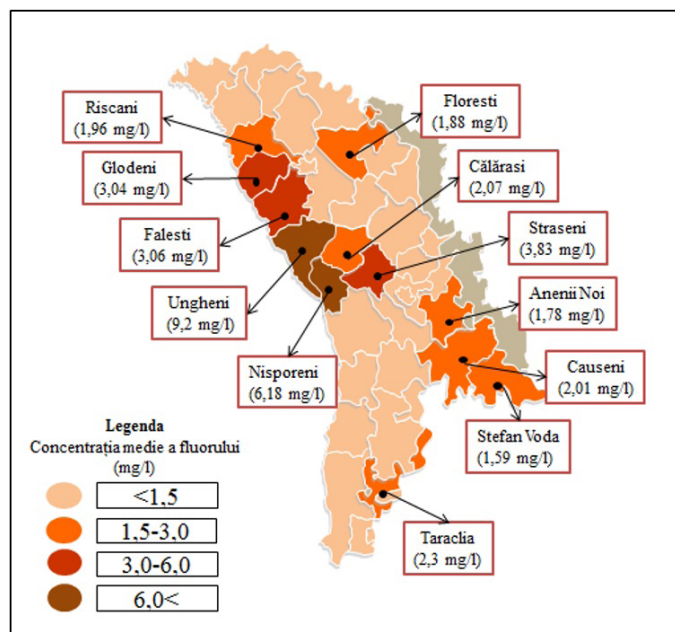 Riscani
(1,96 mg/l)
Glodeni
(3,04 mg/l)
Falesti
(3,06 mg/l)
Ungheni
(9,2 mg/l)
Nisporeni
(6,18 mg/l)
Floresti
(1,88 mg/l)
Călărasi
(2,07 mg/l)
Straseni
(3,83 mg/l)
Anenii Noi
(1,78 mg/l)
Causeni
(2,01 mg/l)
Stefan Voda
(1,59 mg/l)
Taraclia
(2,3 mg/l)
Legenda
Concentrația medie a fluorului
(mg/l)
<1,5
1,5-3,0
3,0-6,0
6,0<